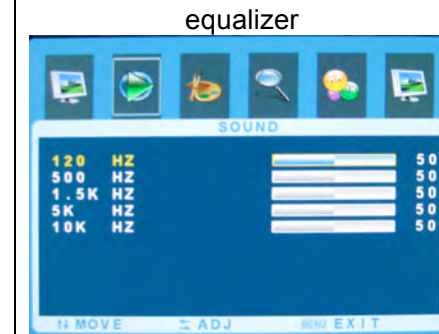 equalizer
SOUND
120 HZ 50
500 HZ 50
1.5K HZ 50
5K HZ 50
10K HZ 50
MOVE ADJ MENU EXIT